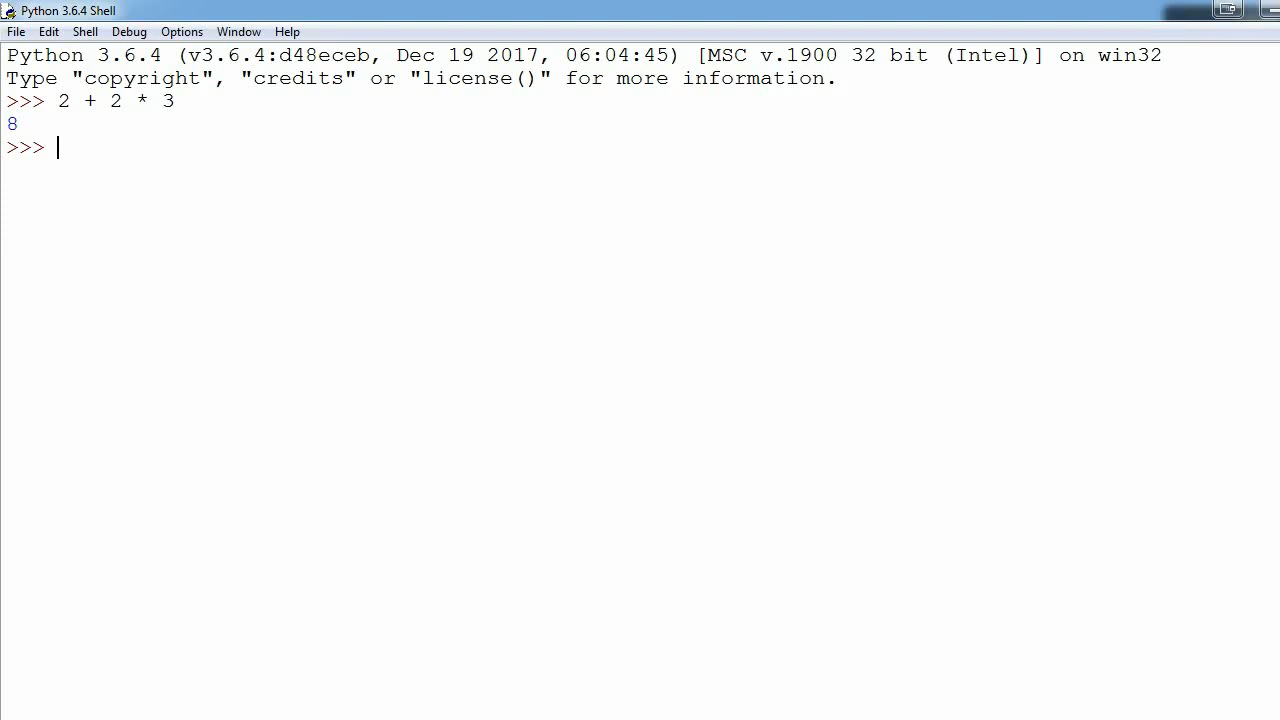 Python 3.6.4 Shell
File Edit Shell Debug Options Window Help
Python 3.6.4 (v3.6.4:d48eceb, Dec 19 2017, 06:04:45) [MSC v.1900 32 bit (Intel)] on win32
Type "copyright", "credits" or "license()" for more information.
>>> 2 + 2 * 3
8
>>>